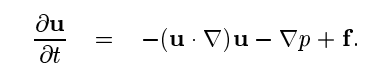 ∂𝐮/∂t = −(𝐮 · ∇)𝐮 − ∇p + 𝐟.